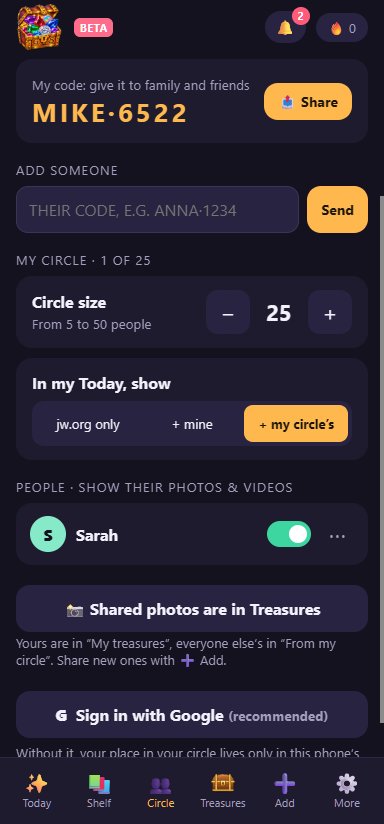 BETA
2
0
My code: give it to family and friends
MIKE·6522
Share
ADD SOMEONE
THEIR CODE, E.G. ANNA·1234
Send
MY CIRCLE · 1 OF 25
Circle size
From 5 to 50 people
− 25 +
In my Today, show
jw.org only + mine + my circle’s
PEOPLE · SHOW THEIR PHOTOS & VIDEOS
S Sarah ...
Shared photos are in Treasures
Yours are in “My treasures”, everyone else’s in “From my
circle”. Share new ones with ➕ Add.
G Sign in with Google (recommended)
Without it, your place in your circle lives only in this phone’s
Today Shelf Circle Treasures Add More